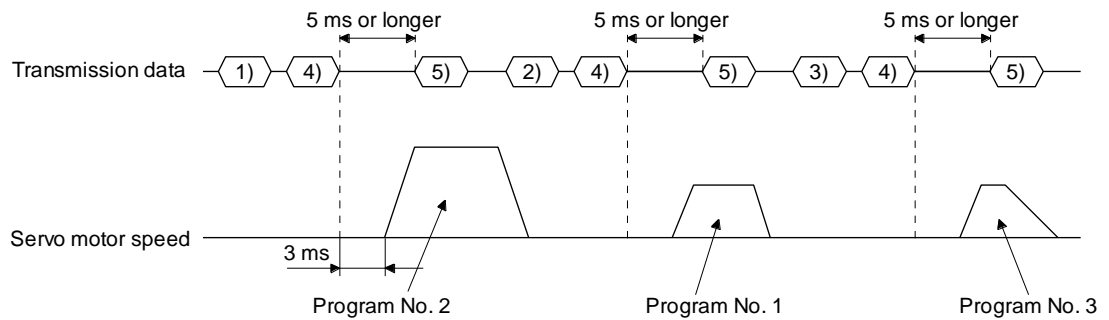 5 ms or longer 5 ms or longer 5 ms or longer
Transmission data 1) 4) 5) 2) 4) 5) 3) 4) 5)
Servo motor speed
3 ms
Program No. 2 Program No. 1 Program No. 3